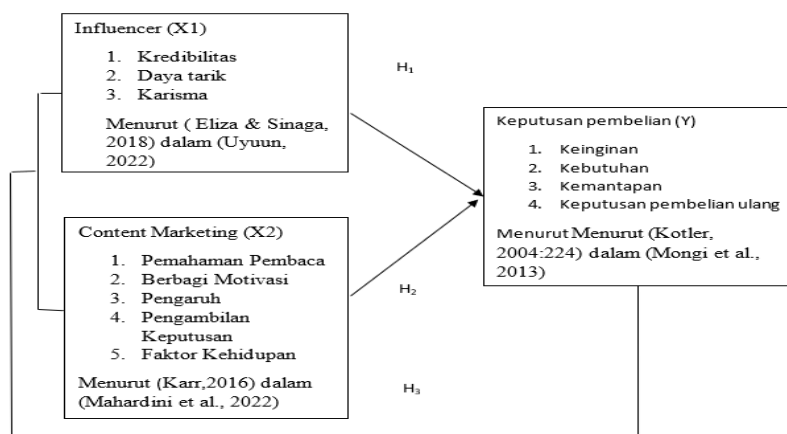 Influencer (X1)
1. Kredibilitas
2. Daya tarik
3. Karisma
Menurut ( Eliza & Sinaga,
2018) dalam (Uyuun,
2022)
H₁
Keputusan pembelian (Y)
1. Keinginan
2. Kebutuhan
3. Kemantapan
4. Keputusan pembelian ulang
Menurut Menurut (Kotler,
2004:224) dalam (Mongi et al.,
2013)
Content Marketing (X2)
1. Pemahaman Pembaca
2. Berbagi Motivasi
3. Pengaruh
4. Pengambilan
Keputusan
5. Faktor Kehidupan
Menurut (Karr,2016) dalam
(Mahardini et al., 2022)
H₂
H₃